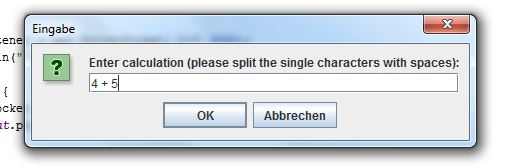 Eingabe
Enter calculation (please split the single characters with spaces):
4 + 5
OK
Abbrechen